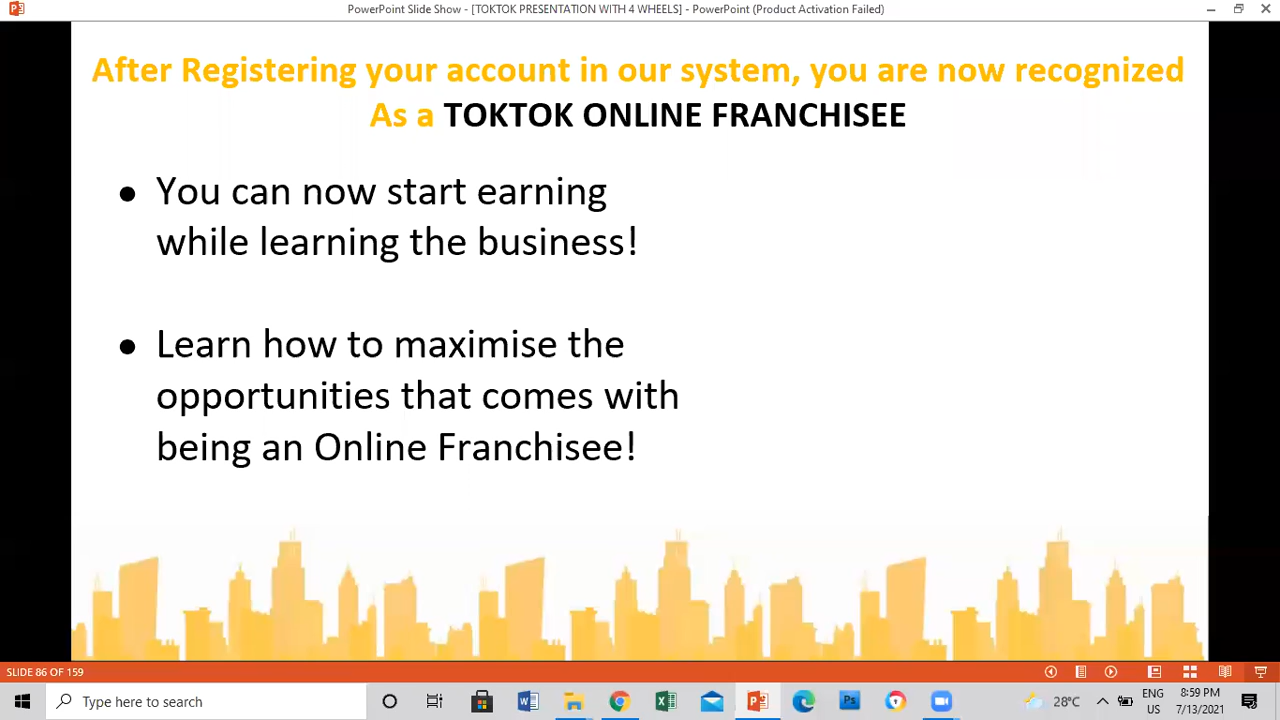 PowerPoint Slide Show - [TOKTOK PRESENTATION WITH 4 WHEELS] - PowerPoint (Product Activation Failed)
After Registering your account in our system, you are now recognized
As a TOKTOK ONLINE FRANCHISEE
● You can now start earning
while learning the business!
● Learn how to maximise the
opportunities that comes with
being an Online Franchisee!
SLIDE 86 OF 159
Type here to search
28°C
ENG
US
8:59 PM
7/13/2021